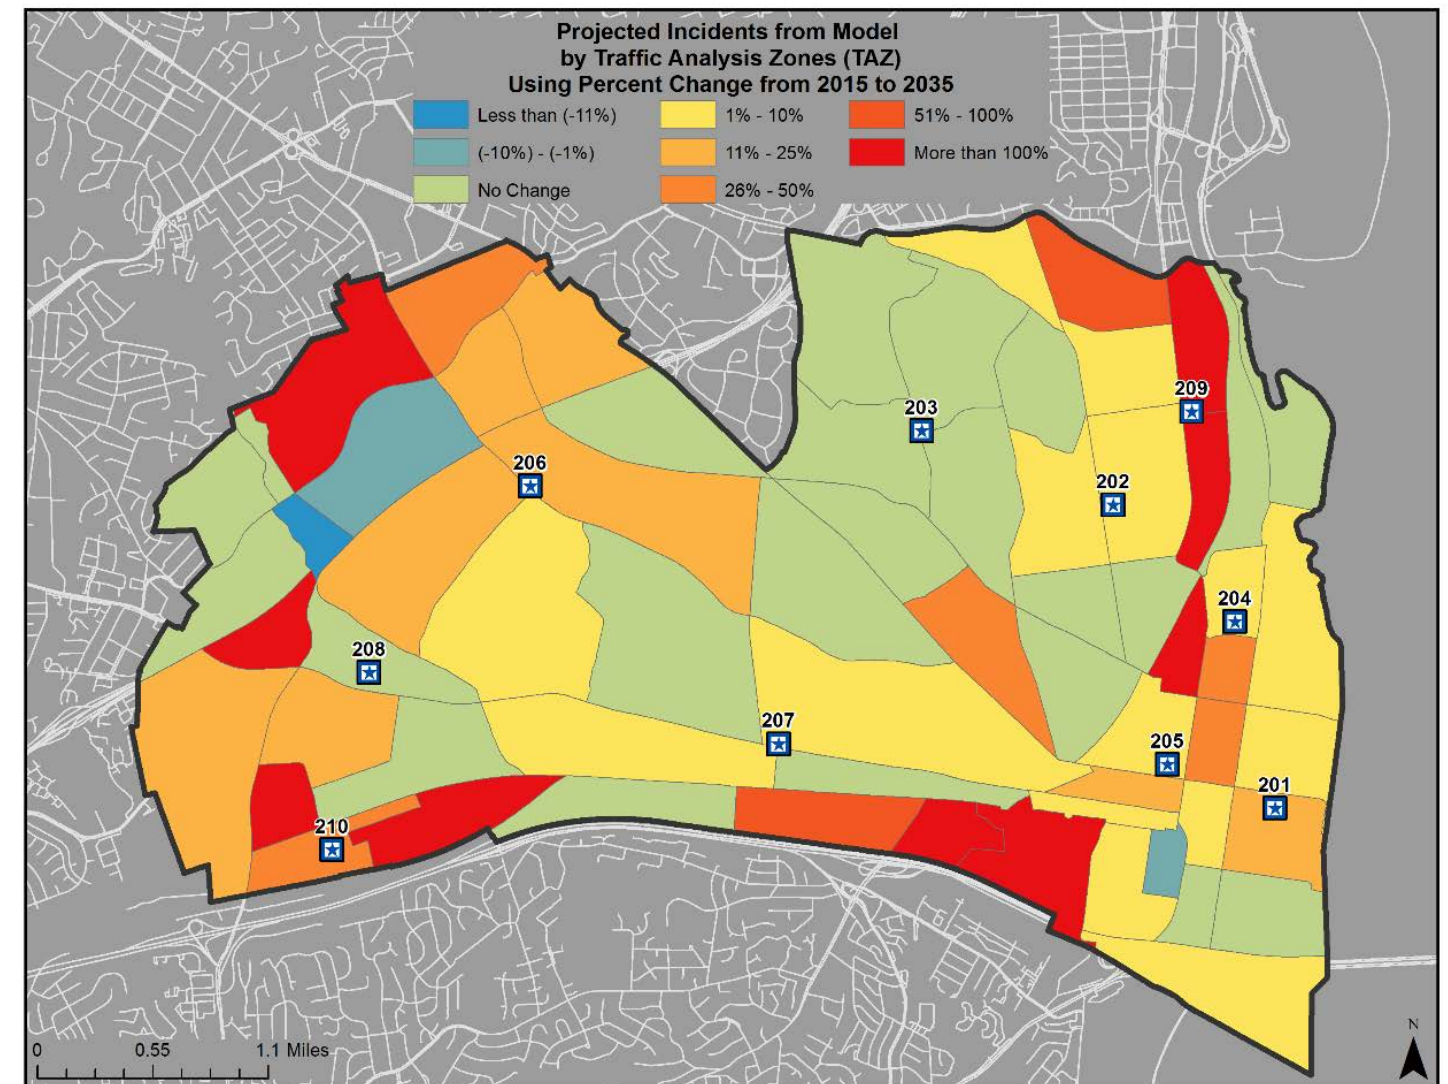 Projected Incidents from Model
by Traffic Analysis Zones (TAZ)
Using Percent Change from 2015 to 2035
Less than (-11%)
1% - 10%
51% - 100%
(-10%) - (-1%)
11% - 25%
More than 100%
No Change
26% - 50%
209
203
206
202
204
208
207
205
201
210
N
0 0.55 1.1 Miles